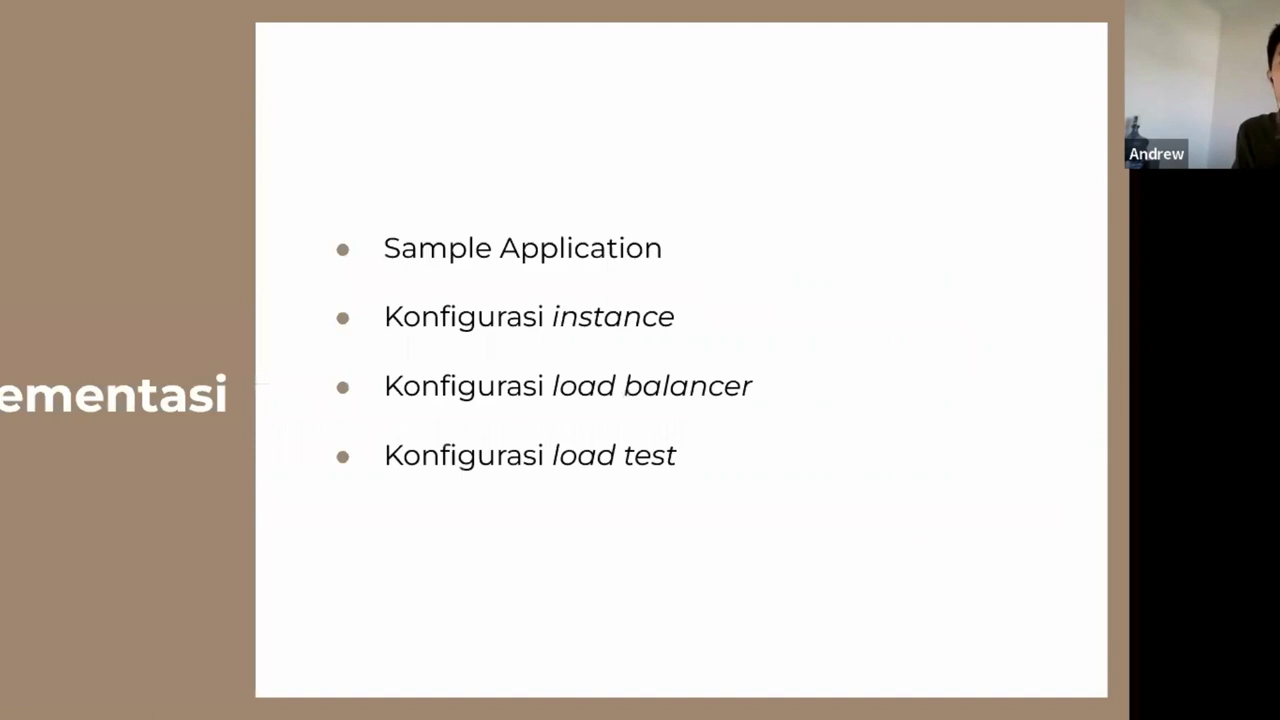 Sample Application
Konfigurasi instance
Konfigurasi load balancer
Konfigurasi load test
ementasi
Andrew